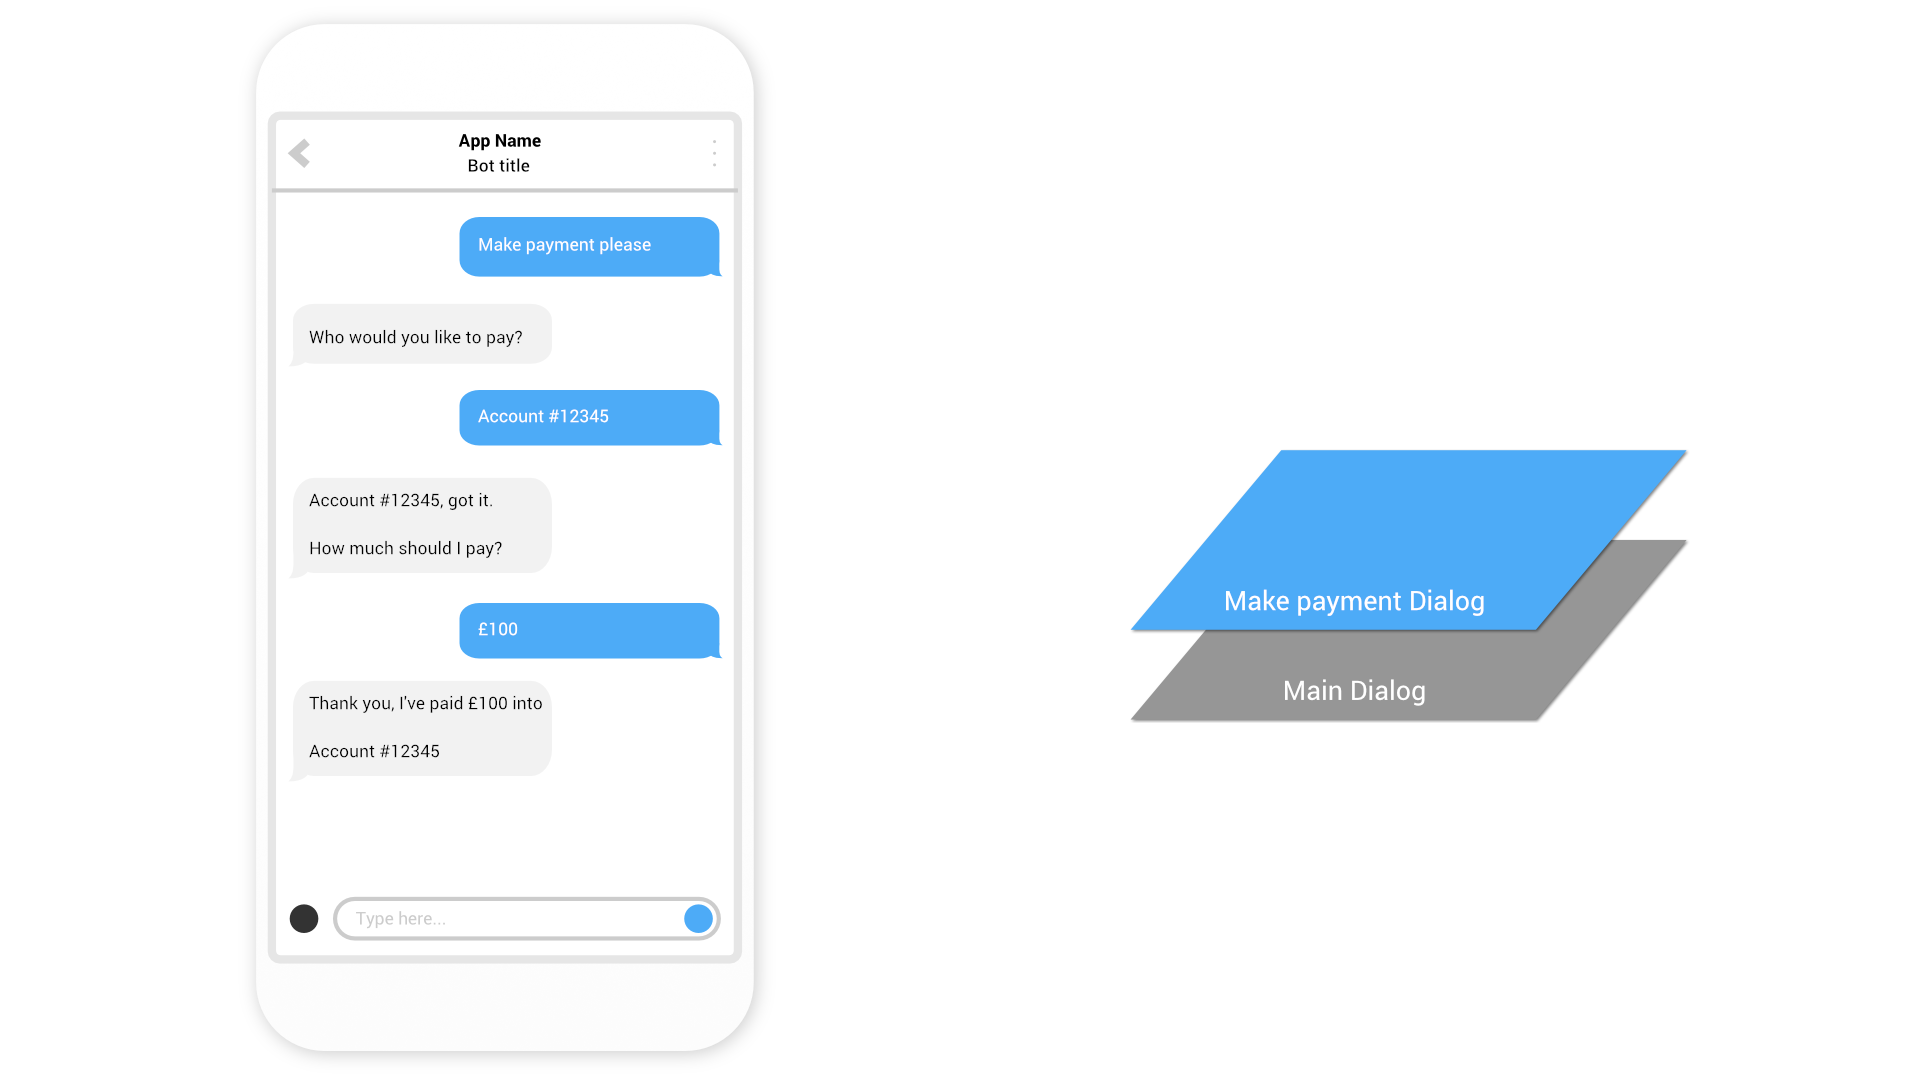 App Name
Bot title
Make payment please
Who would you like to pay?
Account #12345
Account #12345, got it.
How much should I pay?
£100
Thank you, I've paid £100 into
Account #12345
Type here...
Make payment Dialog
Main Dialog